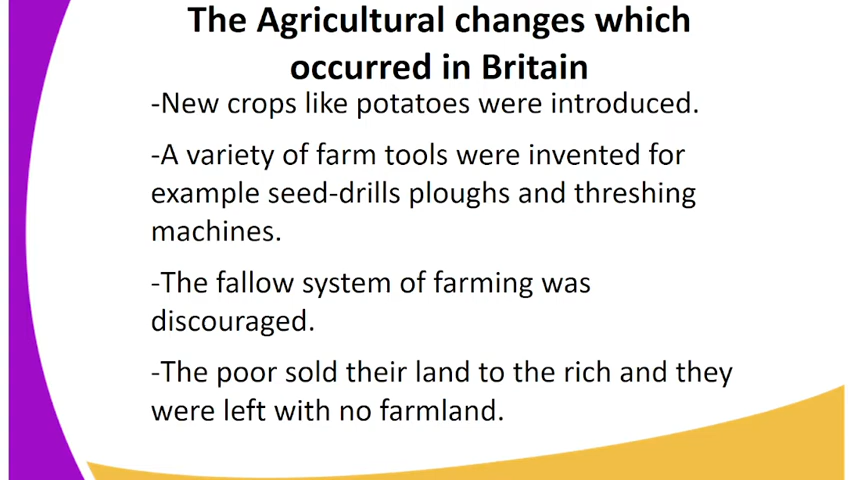 The Agricultural changes which
occurred in Britain
-New crops like potatoes were introduced.
-A variety of farm tools were invented for
example seed-drills ploughs and threshing
machines.
-The fallow system of farming was
discouraged.
-The poor sold their land to the rich and they
were left with no farmland.